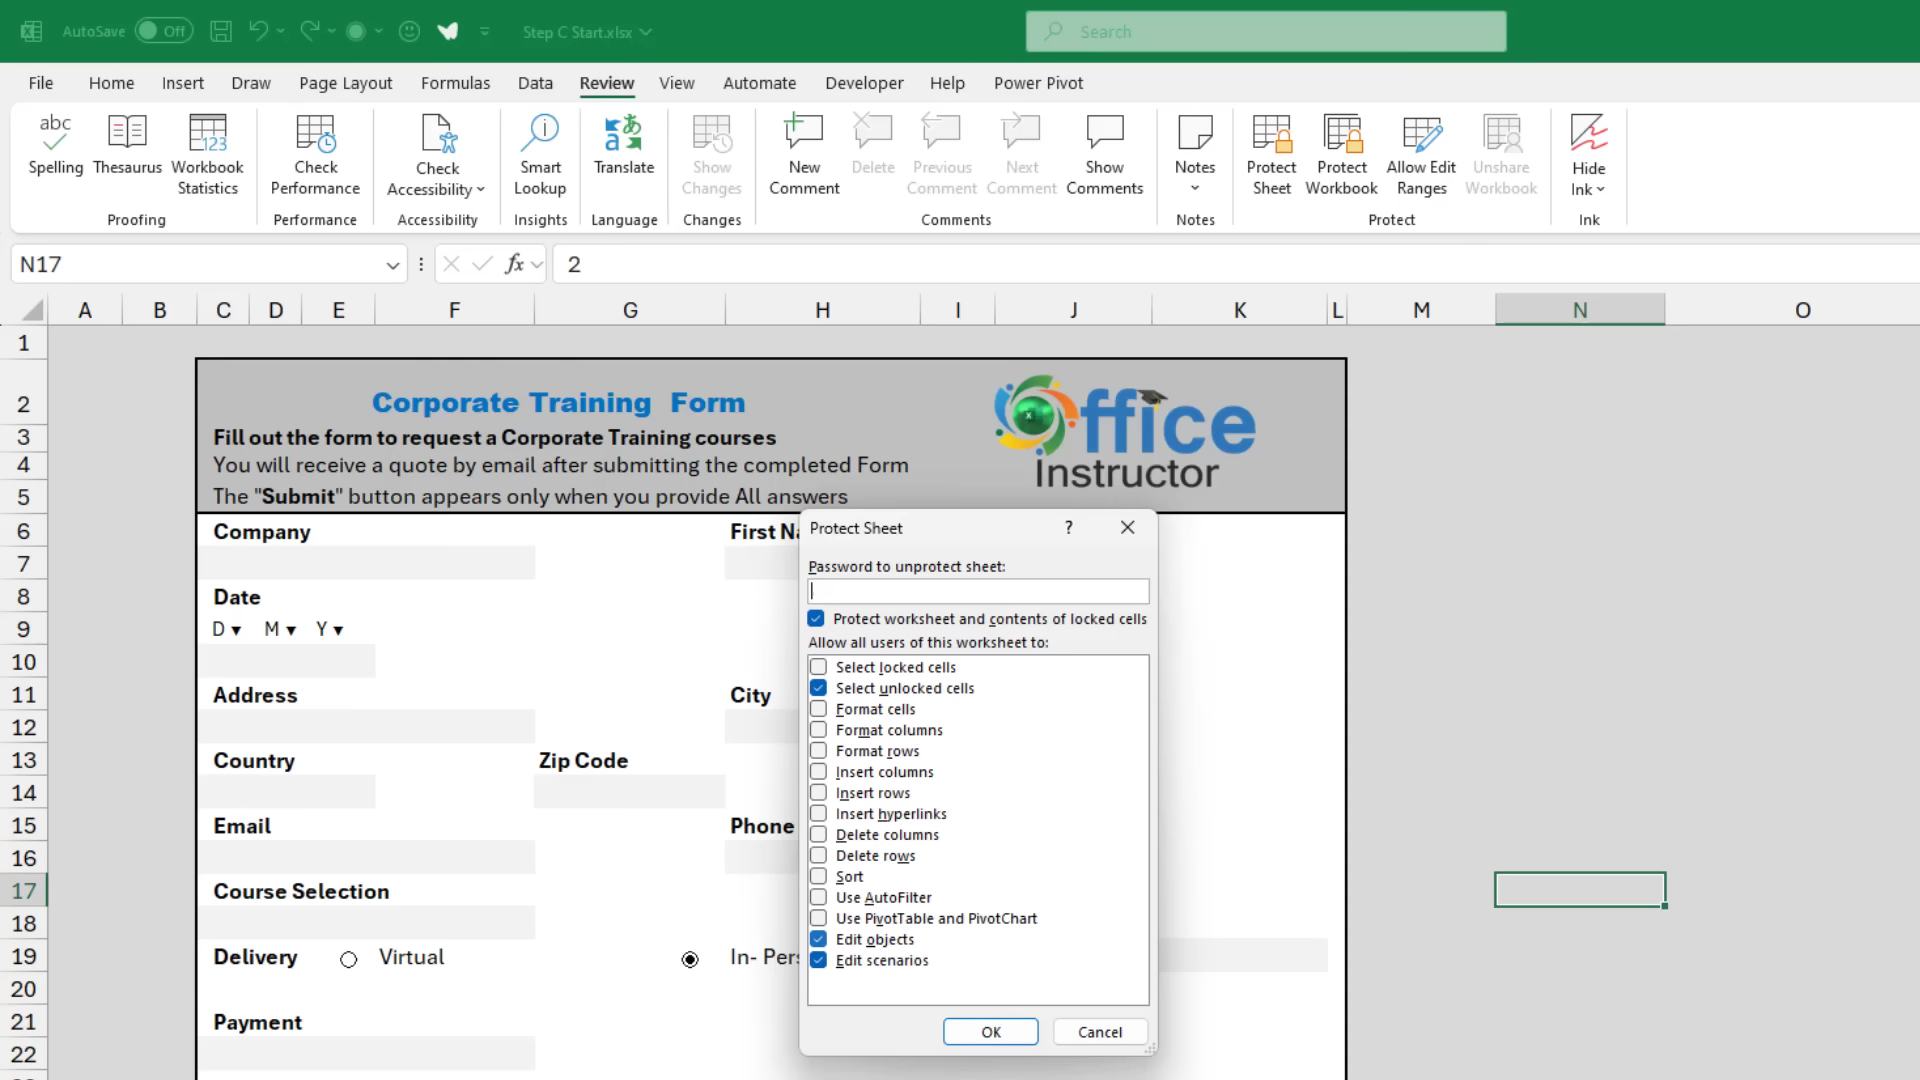 AutoSave Off Step C Start.xlsx Search
File Home Insert Draw Page Layout Formulas Data Review View Automate Developer Help Power Pivot
abc
123
Spelling Thesaurus Workbook Statistics
Check Performance
Check Accessibility
Smart Lookup
Translate
Show Changes
New Comment
Delete
Previous Comment
Next Comment
Show Comments
Notes
Protect Sheet
Protect Workbook
Allow Edit Ranges
Unshare Workbook
Hide Ink
Proofing Performance Accessibility Insights Language Changes Comments Notes Protect Ink
N17 fx 2
A B C D E F G H I J K L M N O
1
2
3
4
5
6
7
8
9
10
11
12
13
14
15
16
17
18
19
20
21
22
Corporate Training Form
Fill out the form to request a Corporate Training courses
You will receive a quote by email after submitting the completed Form
The "Submit" button appears only when you provide All answers
Office
Instructor
Company First Na
Date
D ▾ M ▾ Y ▾
Address City
Country Zip Code
Email Phone
Course Selection
Delivery Virtual In- Pers
Payment
Protect Sheet ?
Password to unprotect sheet:
Protect worksheet and contents of locked cells
Allow all users of this worksheet to:
Select locked cells
Select unlocked cells
Format cells
Format columns
Format rows
Insert columns
Insert rows
Insert hyperlinks
Delete columns
Delete rows
Sort
Use AutoFilter
Use PivotTable and PivotChart
Edit objects
Edit scenarios
OK Cancel